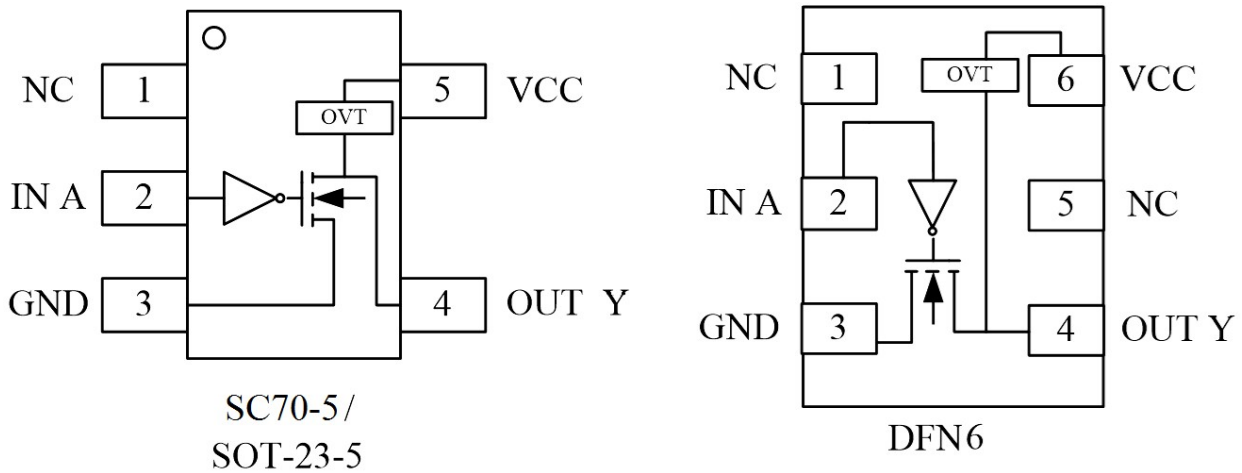 NC 1 5 VCC
OVT
IN A 2
GND 3 4 OUT Y
SC70-5/
SOT-23-5
NC 1 OVT 6 VCC
IN A 2 5 NC
GND 3 4 OUT Y
DFN6